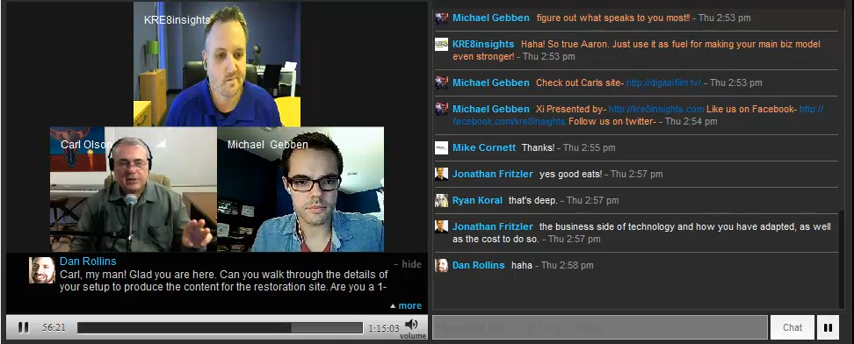 KRE8insights
Carl Olson
Michael Gebben
Dan Rollins
Carl, my man! Glad you are here. Can you walk through the details of
your setup to produce the content for the restoration site. Are you a 1-
– hide
more
56:21
1:15:03
volume
Michael Gebben figure out what speaks to you most!! - Thu 2:53 pm
KRE8insights Haha! So true Aaron. Just use it as fuel for making your main biz model
even stronger! - Thu 2:53 pm
Michael Gebben Check out Carls site- http://digitalfilm.tv/ - Thu 2:53 pm
Michael Gebben Xi Presented by- http://kre8insights.com Like us on Facebook- http://
facebook.com/kre8insights Follow us on twitter- - Thu 2:54 pm
Mike Cornett Thanks! - Thu 2:55 pm
Jonathan Fritzler yes good eats! - Thu 2:57 pm
Ryan Koral that's deep. - Thu 2:57 pm
Jonathan Fritzler the business side of technology and how you have adapted, as well
as the cost to do so. - Thu 2:57 pm
Dan Rollins haha - Thu 2:58 pm
Chat